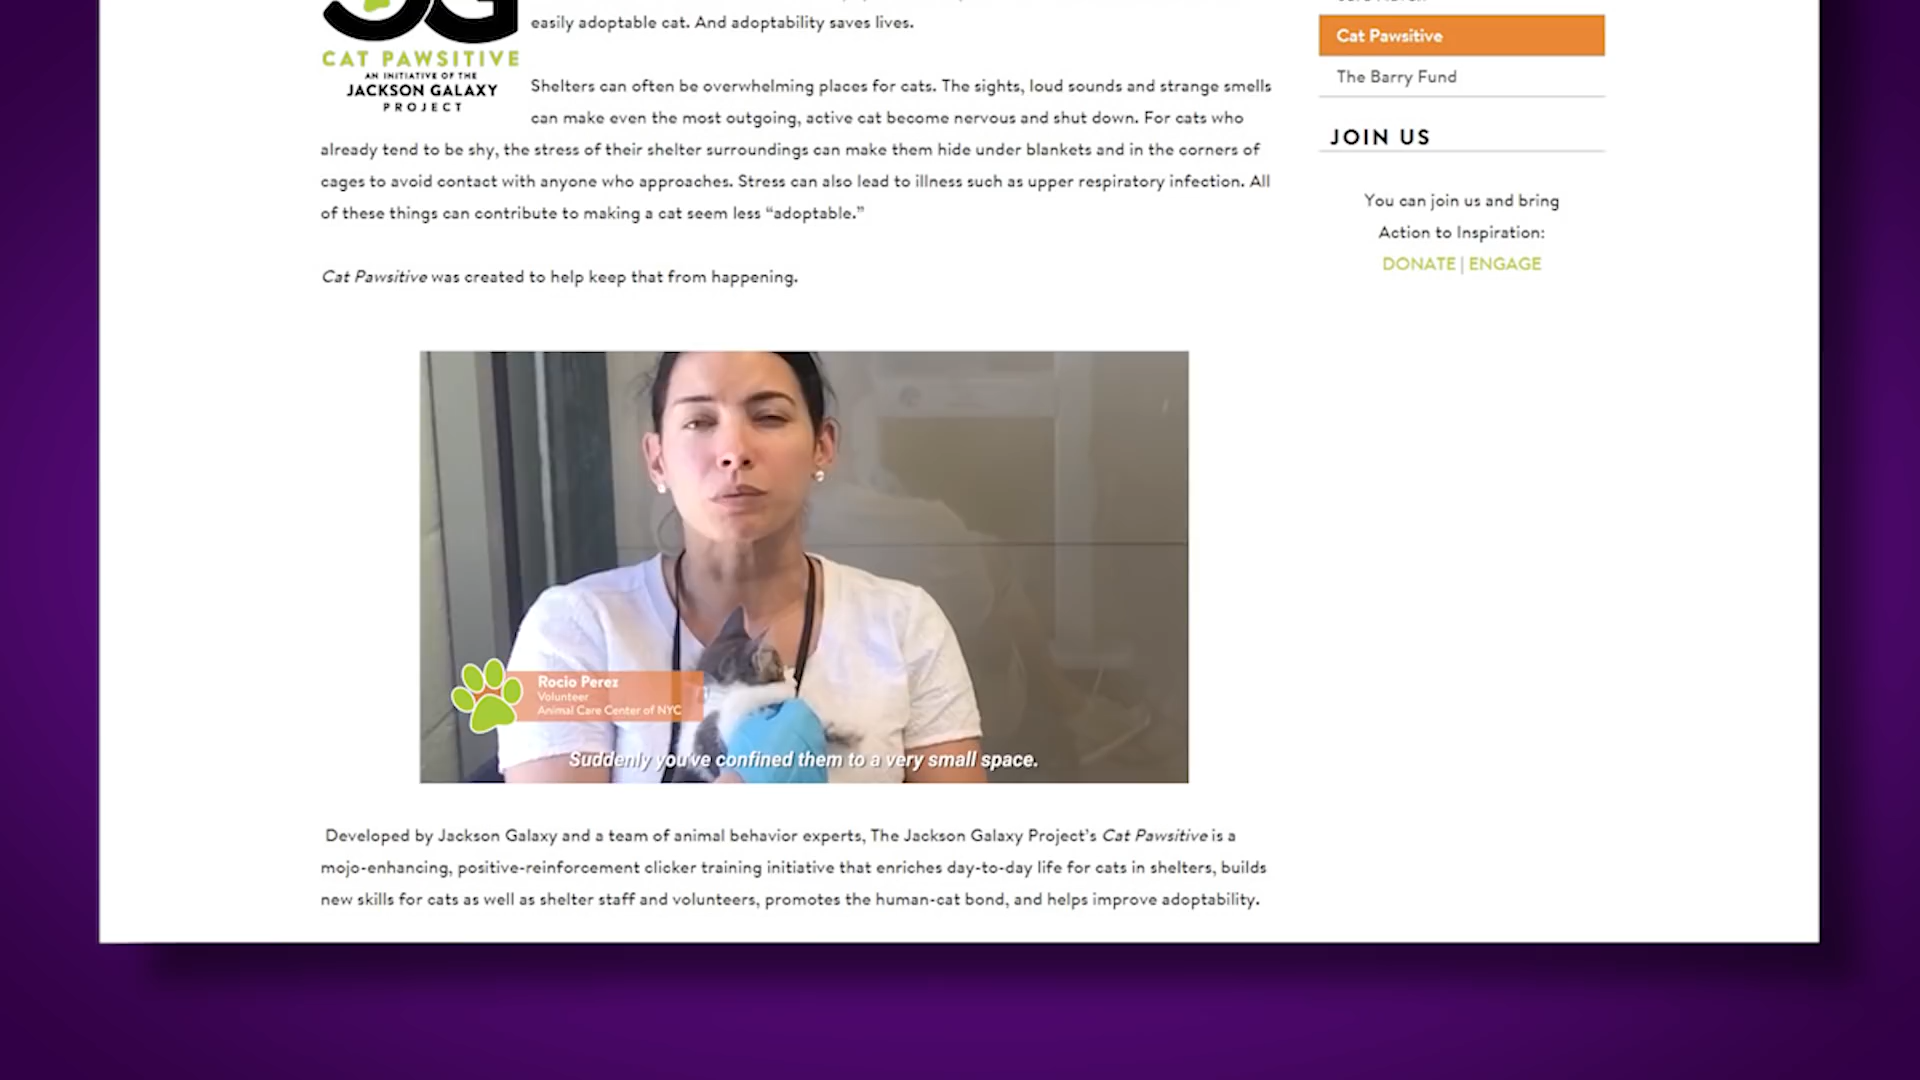 easily adoptable cat. And adoptability saves lives.
CAT PAWSITIVE
AN INITIATIVE OF THE
JACKSON GALAXY
PROJECT
Shelters can often be overwhelming places for cats. The sights, loud sounds and strange smells
can make even the most outgoing, active cat become nervous and shut down. For cats who
already tend to be shy, the stress of their shelter surroundings can make them hide under blankets and in the corners of
cages to avoid contact with anyone who approaches. Stress can also lead to illness such as upper respiratory infection. All
of these things can contribute to making a cat seem less “adoptable.”
Cat Pawsitive was created to help keep that from happening.
Rocio Perez
Volunteer
Animal Care Center of NYC
Suddenly you've confined them to a very small space.
Developed by Jackson Galaxy and a team of animal behavior experts, The Jackson Galaxy Project’s Cat Pawsitive is a
mojo-enhancing, positive-reinforcement clicker training initiative that enriches day-to-day life for cats in shelters, builds
new skills for cats as well as shelter staff and volunteers, promotes the human-cat bond, and helps improve adoptability.
Cat Pawsitive
The Barry Fund
JOIN US
You can join us and bring
Action to Inspiration:
DONATE | ENGAGE